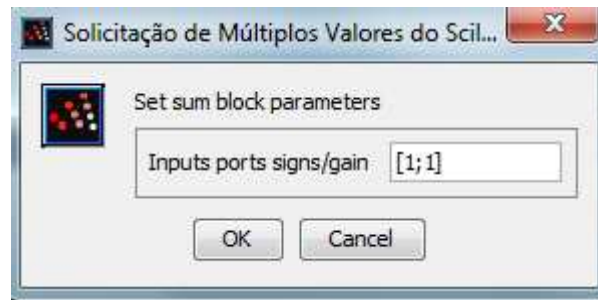 Solicitação de Múltiplos Valores do Scil...
Set sum block parameters
Inputs ports signs/gain [1;1]
OK Cancel